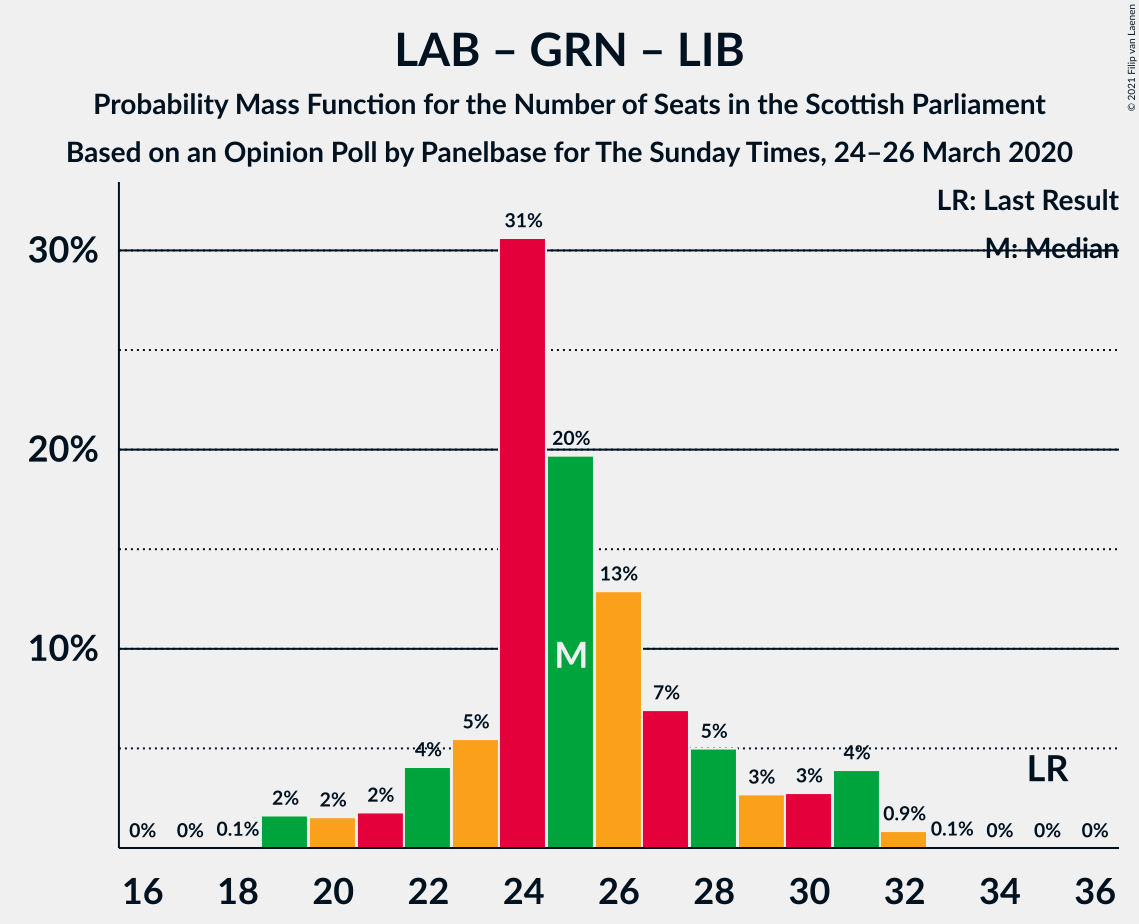 LAB – GRN – LIB
Probability Mass Function for the Number of Seats in the Scottish Parliament
Based on an Opinion Poll by Panelbase for The Sunday Times, 24–26 March 2020
© 2021 Filip van Laenen
LR: Last Result
M: Median
30%
20%
10%
0%
0%
0.1%
2%
2%
2%
4%
5%
31%
20%
13%
7%
5%
3%
3%
4%
0.9%
0.1%
0%
0%
0%
M
LR
16 18 20 22 24 26 28 30 32 34 36